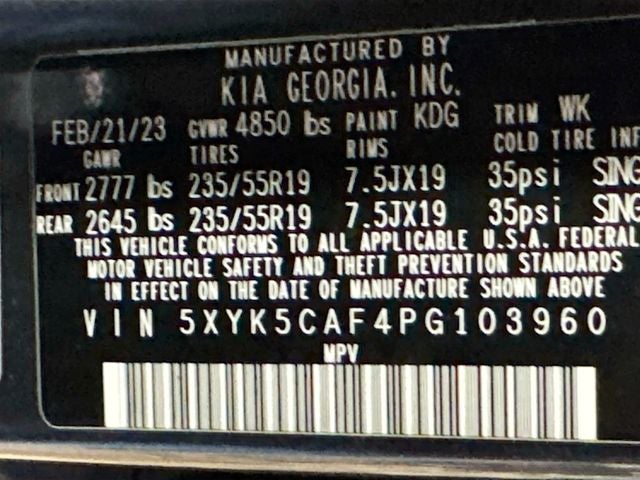 MANUFACTURED BY
KIA GEORGIA, INC.
FEB/21/23 GVWR 4850 lbs PAINT KDG TRIM WK
GAWR TIRES RIMS COLD TIRE INF
FRONT 2777 lbs 235/55R19 7.5JX19 35psi SING
REAR 2645 lbs 235/55R19 7.5JX19 35psi SING
THIS VEHICLE CONFORMS TO ALL APPLICABLE U.S.A. FEDERAL
MOTOR VEHICLE SAFETY AND THEFT PREVENTION STANDARDS
IN EFFECT ON THE DATE OF MANUFACTURE SHOWN ABOVE
VIN 5XYK5CAF4PG103960
MPV